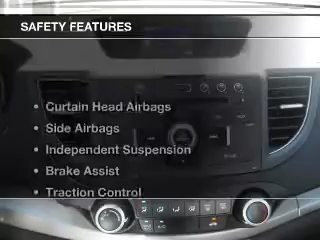 SAFETY FEATURES
• Curtain Head Airbags
• Side Airbags
• Independent Suspension
• Brake Assist
• Traction Control